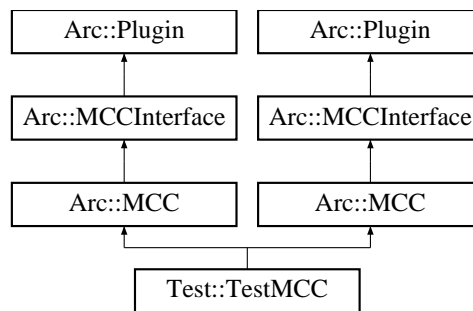 Arc::Plugin
Arc::Plugin
Arc::MCCInterface
Arc::MCCInterface
Arc::MCC
Arc::MCC
Test::TestMCC